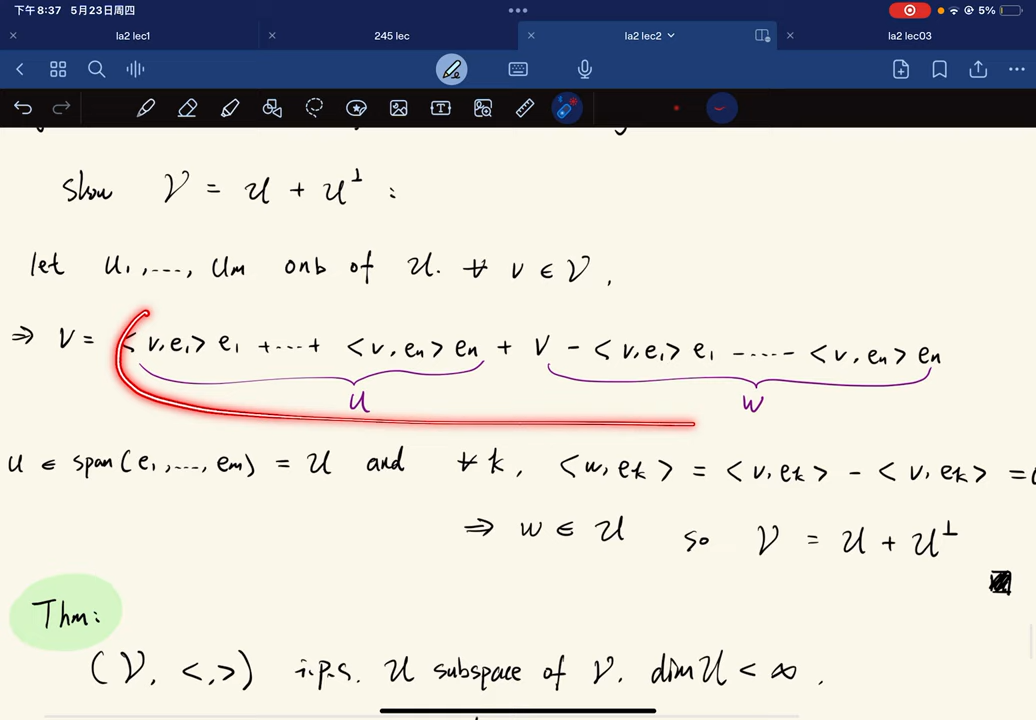 下午8:37 5月23日周四
5%
la2 lec1
245 lec
la2 lec2
la2 lec03
Show V = U + U⊥ :
let u₁,..., um onb of U. ∀ v ∈ V,
⇒ v = <v,e₁> e₁ +...+ <v,en> en + v - <v,e₁> e₁ ---- - <v,en> en
u w
u ∈ span(e₁,...,em) = U and ∀ k, <w,ek> = <v,ek> - <v,ek> = 0
⇒ w ∈ U so V = U + U⊥
Thm:
(V, <,>) i.p.s. U subspace of V. dim U < ∞ .